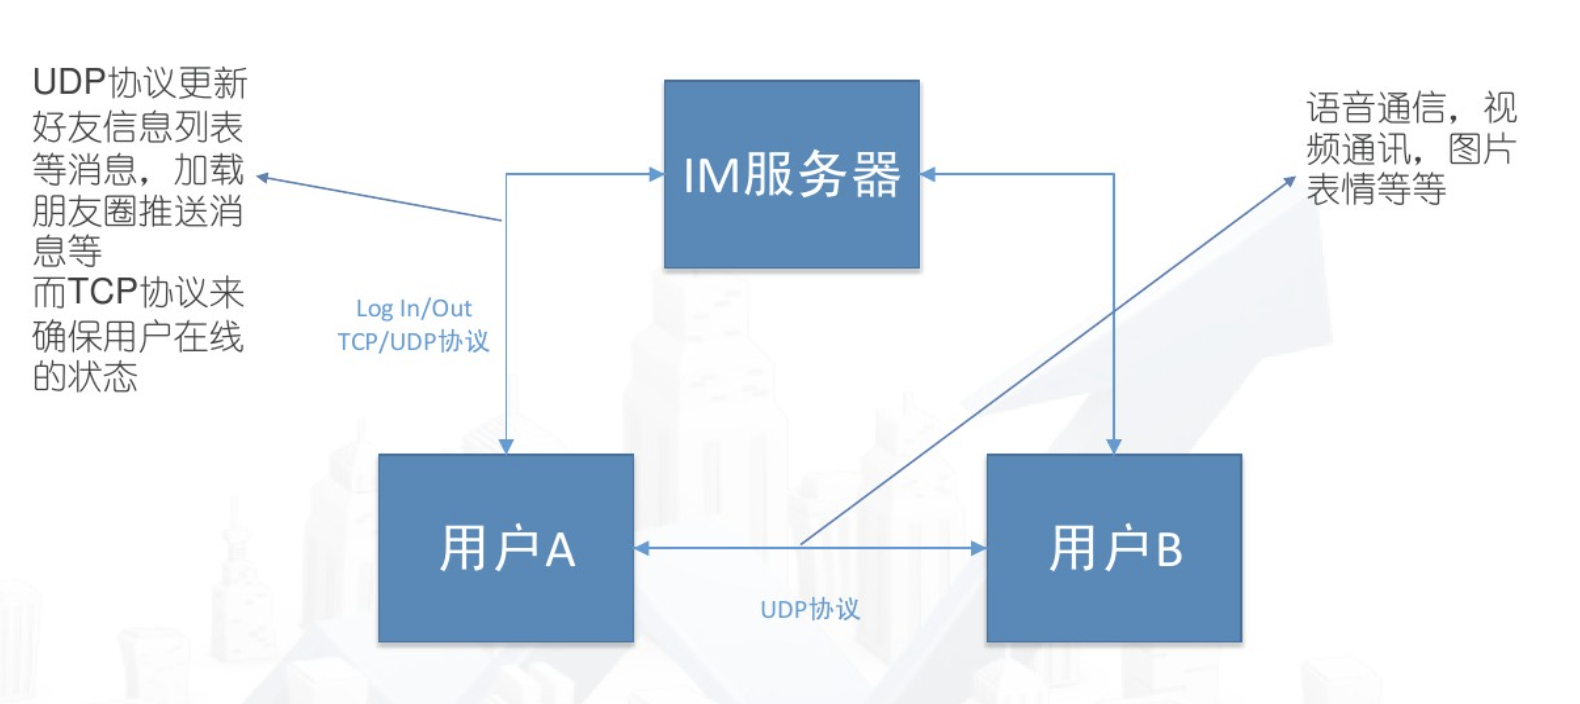 UDP协议更新
好友信息列表
等消息，加载
朋友圈推送消
息等
而TCP协议来
确保用户在线
的状态
IM服务器
语音通信，视
频通讯，图片
表情等等
Log In/Out
TCP/UDP协议
用户A
用户B
UDP协议